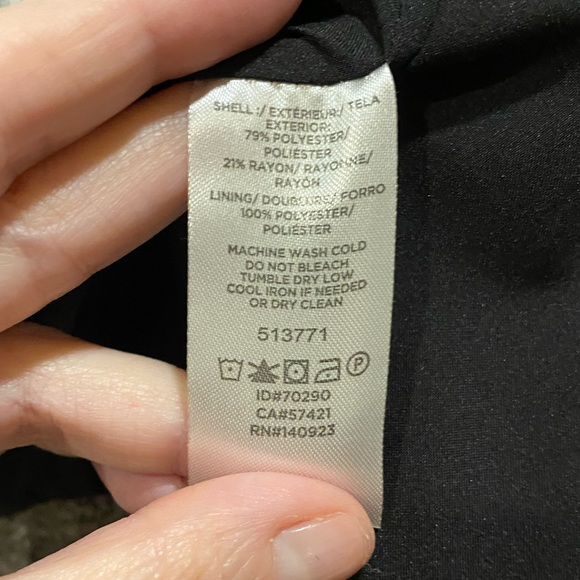 SHELL:/ EXTÉRIEUR:/ TELA
EXTERIOR:
79% POLYESTER/
POLIÉSTER
21% RAYON/ RAYONNE/
RAYÓN
LINING/ DOUBLURE/ FORRO
100% POLYESTER/
POLIÉSTER
MACHINE WASH COLD
DO NOT BLEACH
TUMBLE DRY LOW
COOL IRON IF NEEDED
OR DRY CLEAN
513771
P
ID#70290
CA#57421
RN#140923